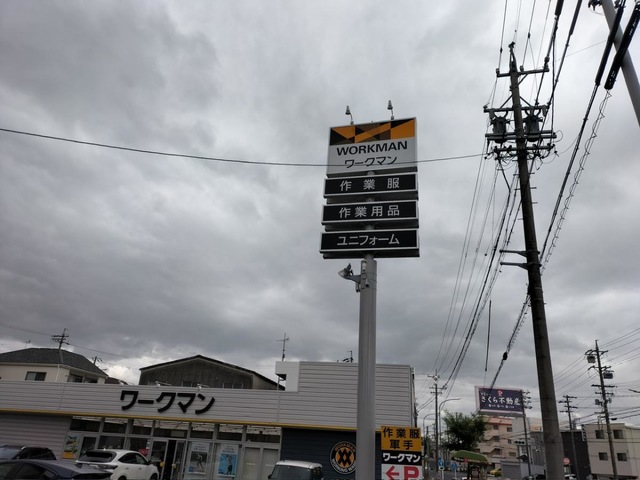 WORKMAN
ワークマン
作業服
作業用品
ユニフォーム
ワークマン
さくら不動産
作業服
軍手
ワークマン
P